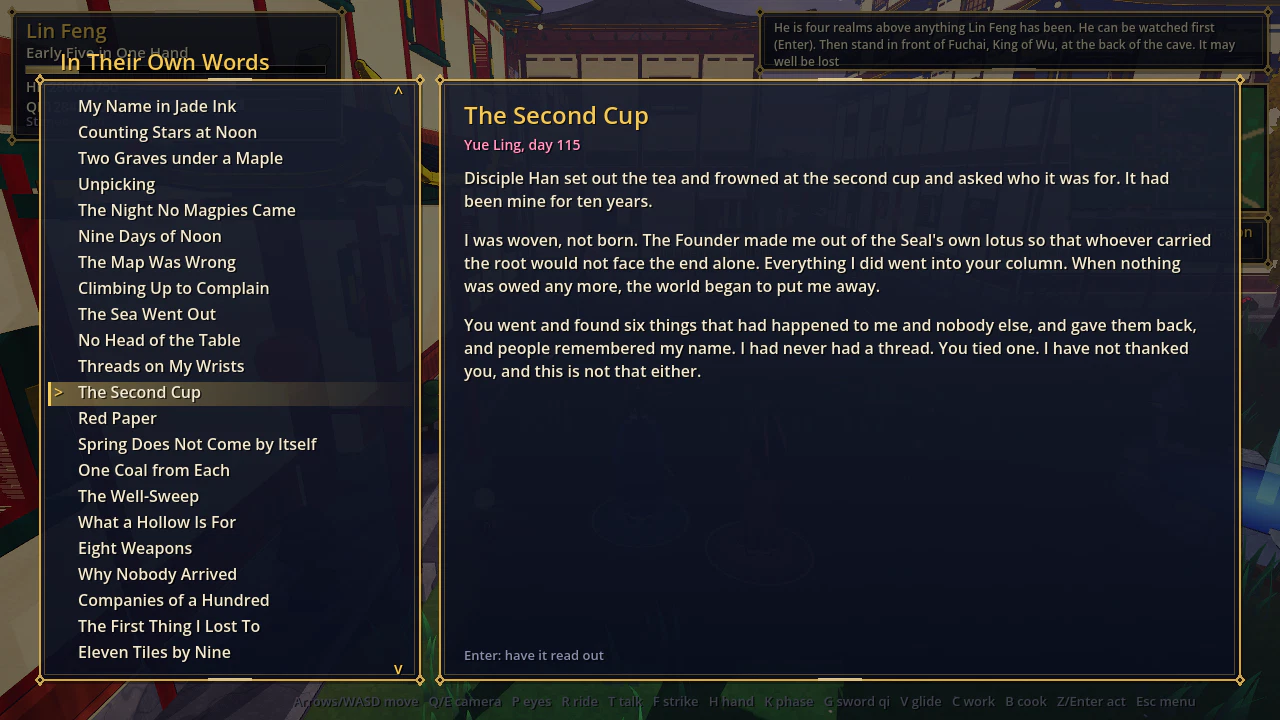 Lin Feng
Early Five in One Hand
In Their Own Words
He is four realms above anything Lin Feng has been. He can be watched first
(Enter). Then stand in front of Fuchai, King of Wu, at the back of the cave. It may
well be lost
^
My Name in Jade Ink
Counting Stars at Noon
Two Graves under a Maple
Unpicking
The Night No Magpies Came
Nine Days of Noon
The Map Was Wrong
Climbing Up to Complain
The Sea Went Out
No Head of the Table
Threads on My Wrists
> The Second Cup
Red Paper
Spring Does Not Come by Itself
One Coal from Each
The Well-Sweep
What a Hollow Is For
Eight Weapons
Why Nobody Arrived
Companies of a Hundred
The First Thing I Lost To
Eleven Tiles by Nine
v
The Second Cup
Yue Ling, day 115
Disciple Han set out the tea and frowned at the second cup and asked who it was for. It had
been mine for ten years.
I was woven, not born. The Founder made me out of the Seal's own lotus so that whoever carried
the root would not face the end alone. Everything I did went into your column. When nothing
was owed any more, the world began to put me away.
You went and found six things that had happened to me and nobody else, and gave them back,
and people remembered my name. I had never had a thread. You tied one. I have not thanked
you, and this is not that either.
Enter: have it read out
Arrows/WASD move Q/E camera P eyes R ride T talk F strike H hand K phase G sword qi V glide C work B cook Z/Enter act Esc menu